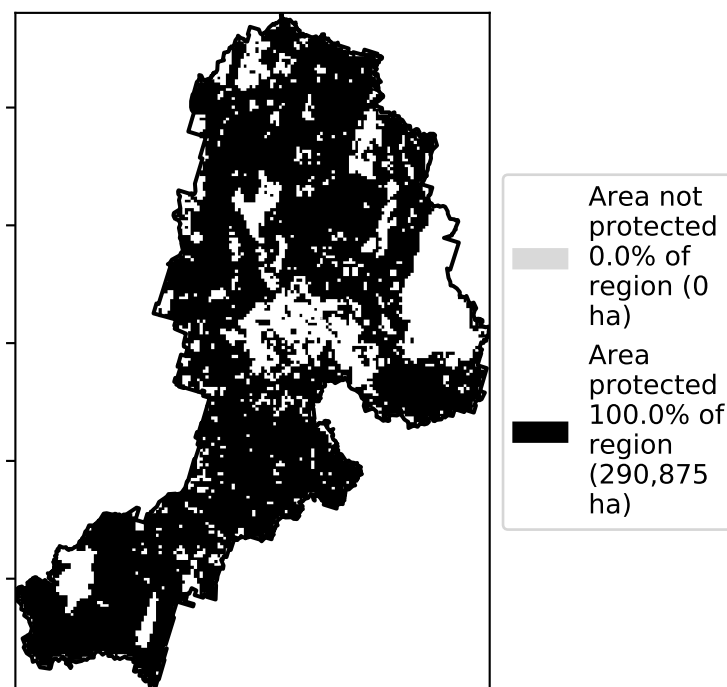 Area not
protected
0.0% of
region (0
ha)
Area
protected
100.0% of
region
(290,875
ha)